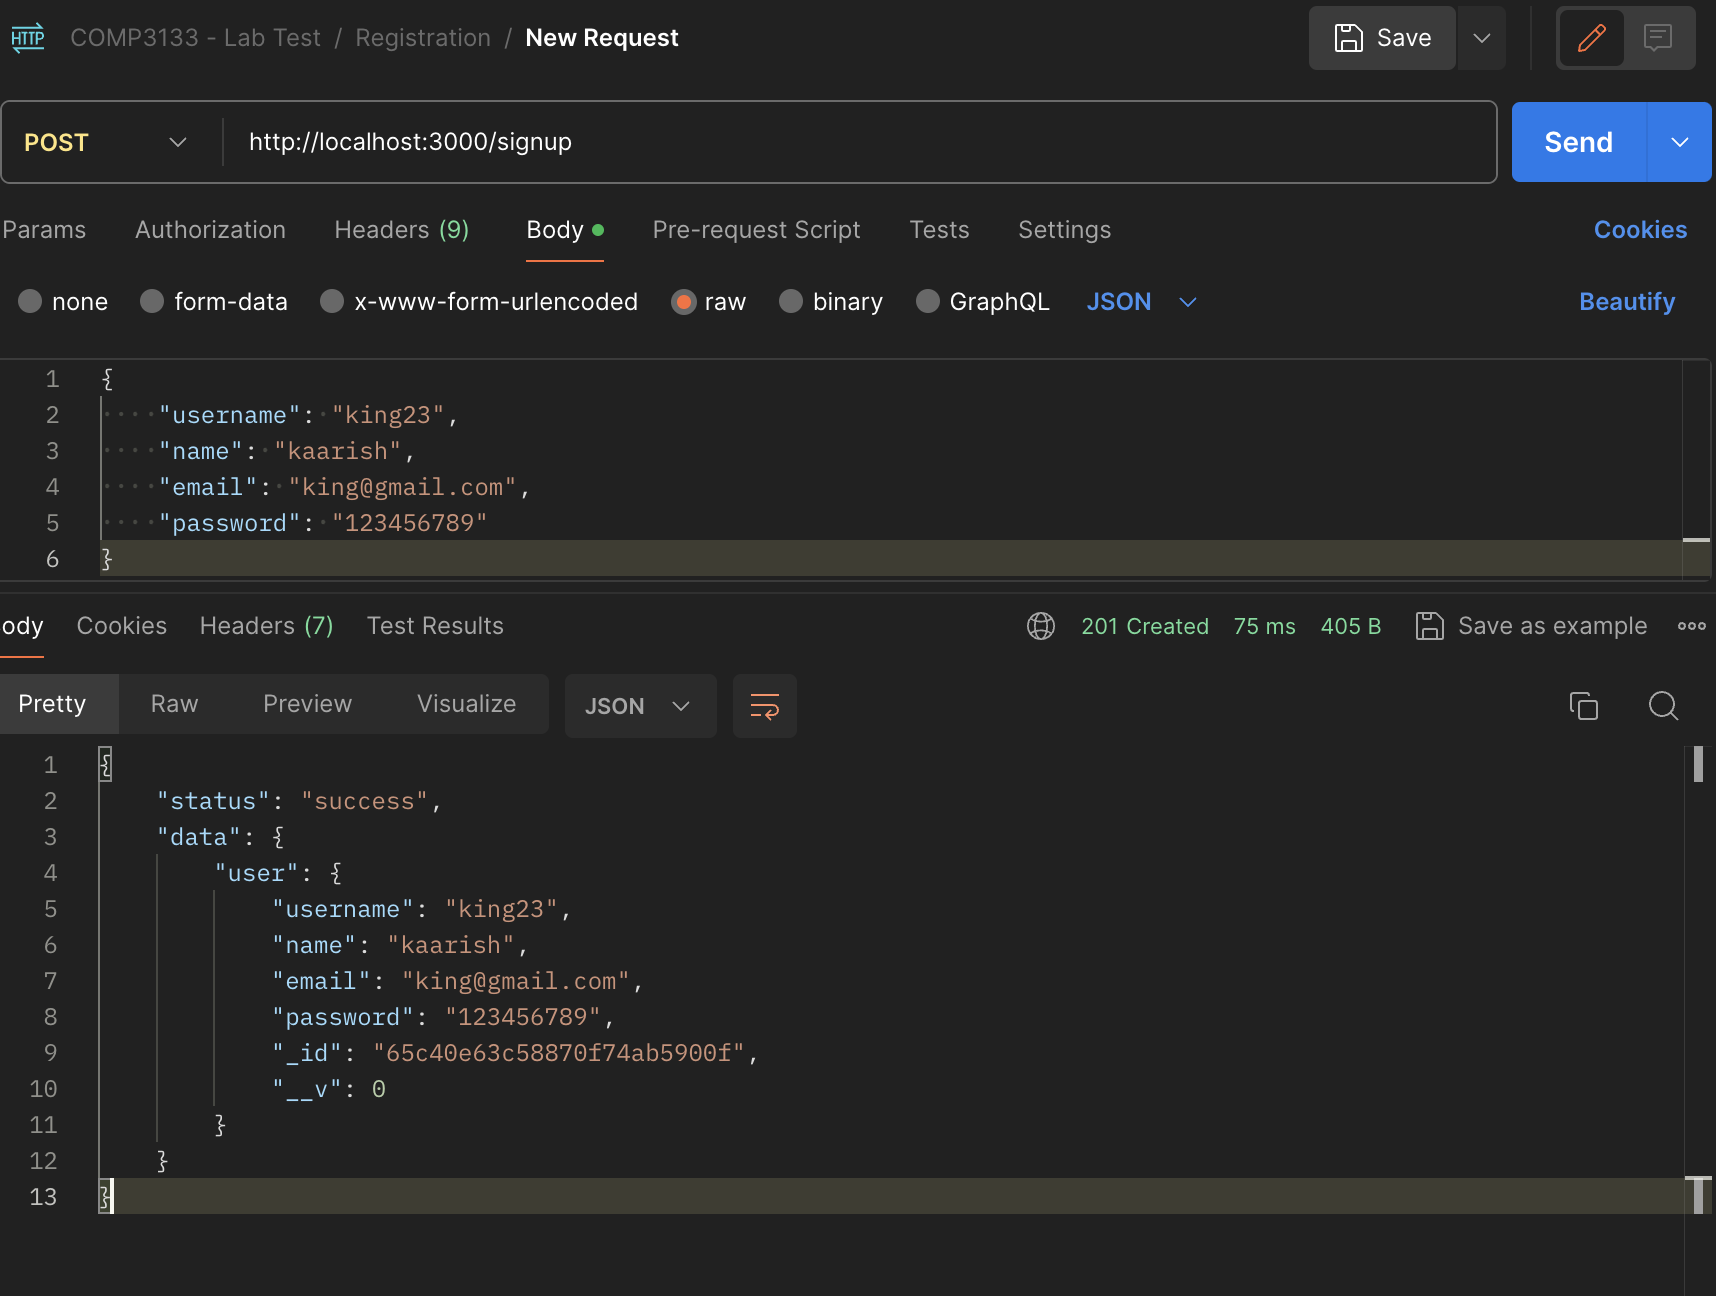 HTTP COMP3133 - Lab Test / Registration / New Request Save
POST http://localhost:3000/signup Send
Params Authorization Headers (9) Body Pre-request Script Tests Settings Cookies
none form-data x-www-form-urlencoded raw binary GraphQL JSON Beautify
1 {
2 "username": "king23",
3 "name": "kaarish",
4 "email": "king@gmail.com",
5 "password": "123456789"
6 }
ody Cookies Headers (7) Test Results 201 Created 75 ms 405 B Save as example
Pretty Raw Preview Visualize JSON
1 {
2 "status": "success",
3 "data": {
4 "user": {
5 "username": "king23",
6 "name": "kaarish",
7 "email": "king@gmail.com",
8 "password": "123456789",
9 "_id": "65c40e63c58870f74ab5900f",
10 "__v": 0
11 }
12 }
13 }